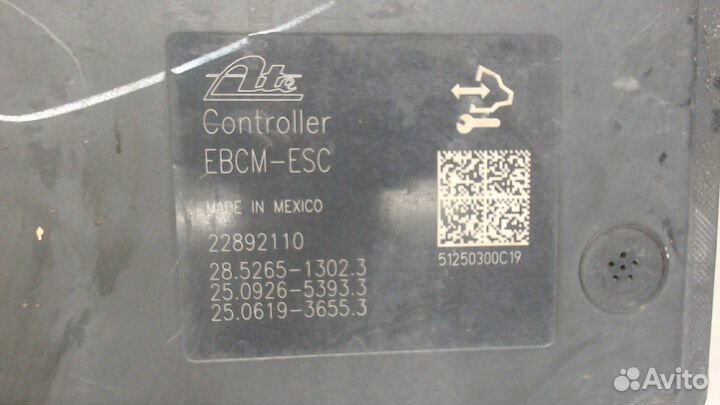 Ate
Controller
EBCM-ESC
MADE IN MEXICO
22892110
28.5265-1302.3
25.0926-5393.3
25.0619-3655.3
51250300C19
Avito